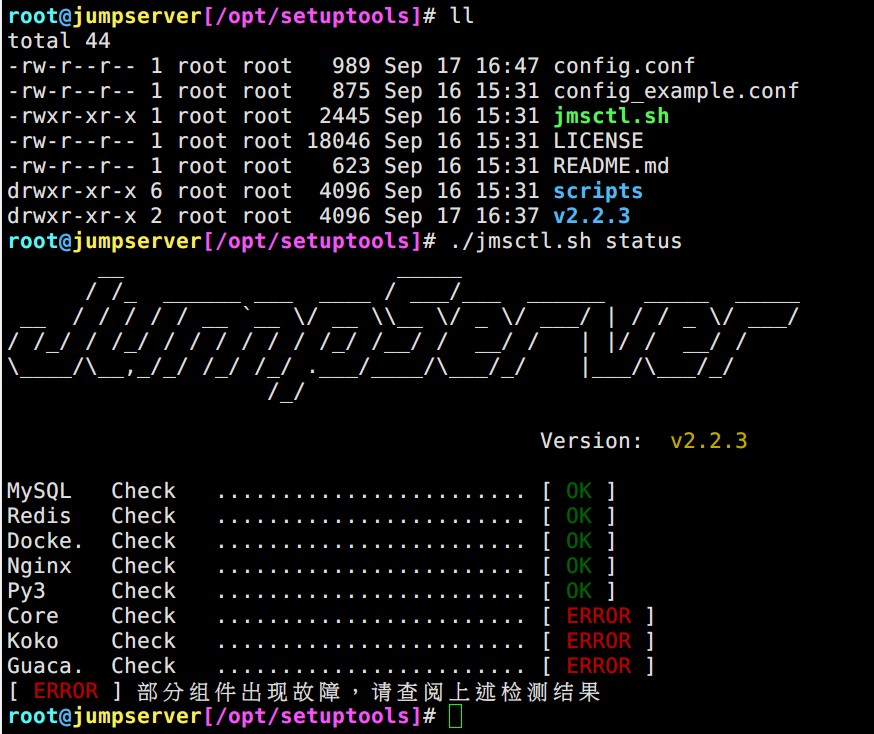 root@jumpserver[/opt/setuptools]# ll
total 44
-rw-r--r-- 1 root root   989 Sep 17 16:47 config.conf
-rw-r--r-- 1 root root   875 Sep 16 15:31 config_example.conf
-rwxr-xr-x 1 root root  2445 Sep 16 15:31 jmsctl.sh
-rw-r--r-- 1 root root 18046 Sep 16 15:31 LICENSE
-rw-r--r-- 1 root root   623 Sep 16 15:31 README.md
drwxr-xr-x 6 root root  4096 Sep 16 15:31 scripts
drwxr-xr-x 2 root root  4096 Sep 17 16:37 v2.2.3
root@jumpserver[/opt/setuptools]# ./jmsctl.sh status
JumpServer
Version:  v2.2.3
MySQL   Check   ........................ [ OK ]
Redis   Check   ........................ [ OK ]
Docke.  Check   ........................ [ OK ]
Nginx   Check   ........................ [ OK ]
Py3     Check   ........................ [ OK ]
Core    Check   ........................ [ ERROR ]
Koko    Check   ........................ [ ERROR ]
Guaca.  Check   ........................ [ ERROR ]
[ ERROR ] 部分组件出现故障，请查阅上述检测结果
root@jumpserver[/opt/setuptools]#